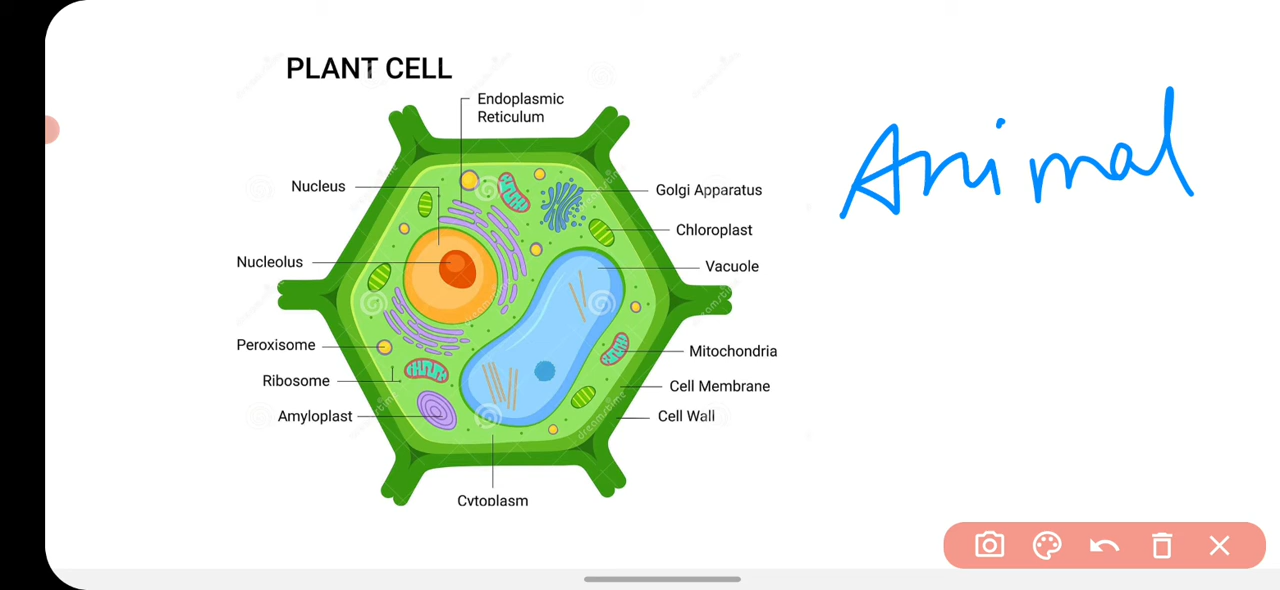 PLANT CELL
Endoplasmic
Reticulum
Animal
Nucleus
Golgi Apparatus
Chloroplast
Nucleolus
Vacuole
Peroxisome
Mitochondria
Ribosome
Cell Membrane
Amyloplast
Cell Wall
Cytoplasm
dreamstime